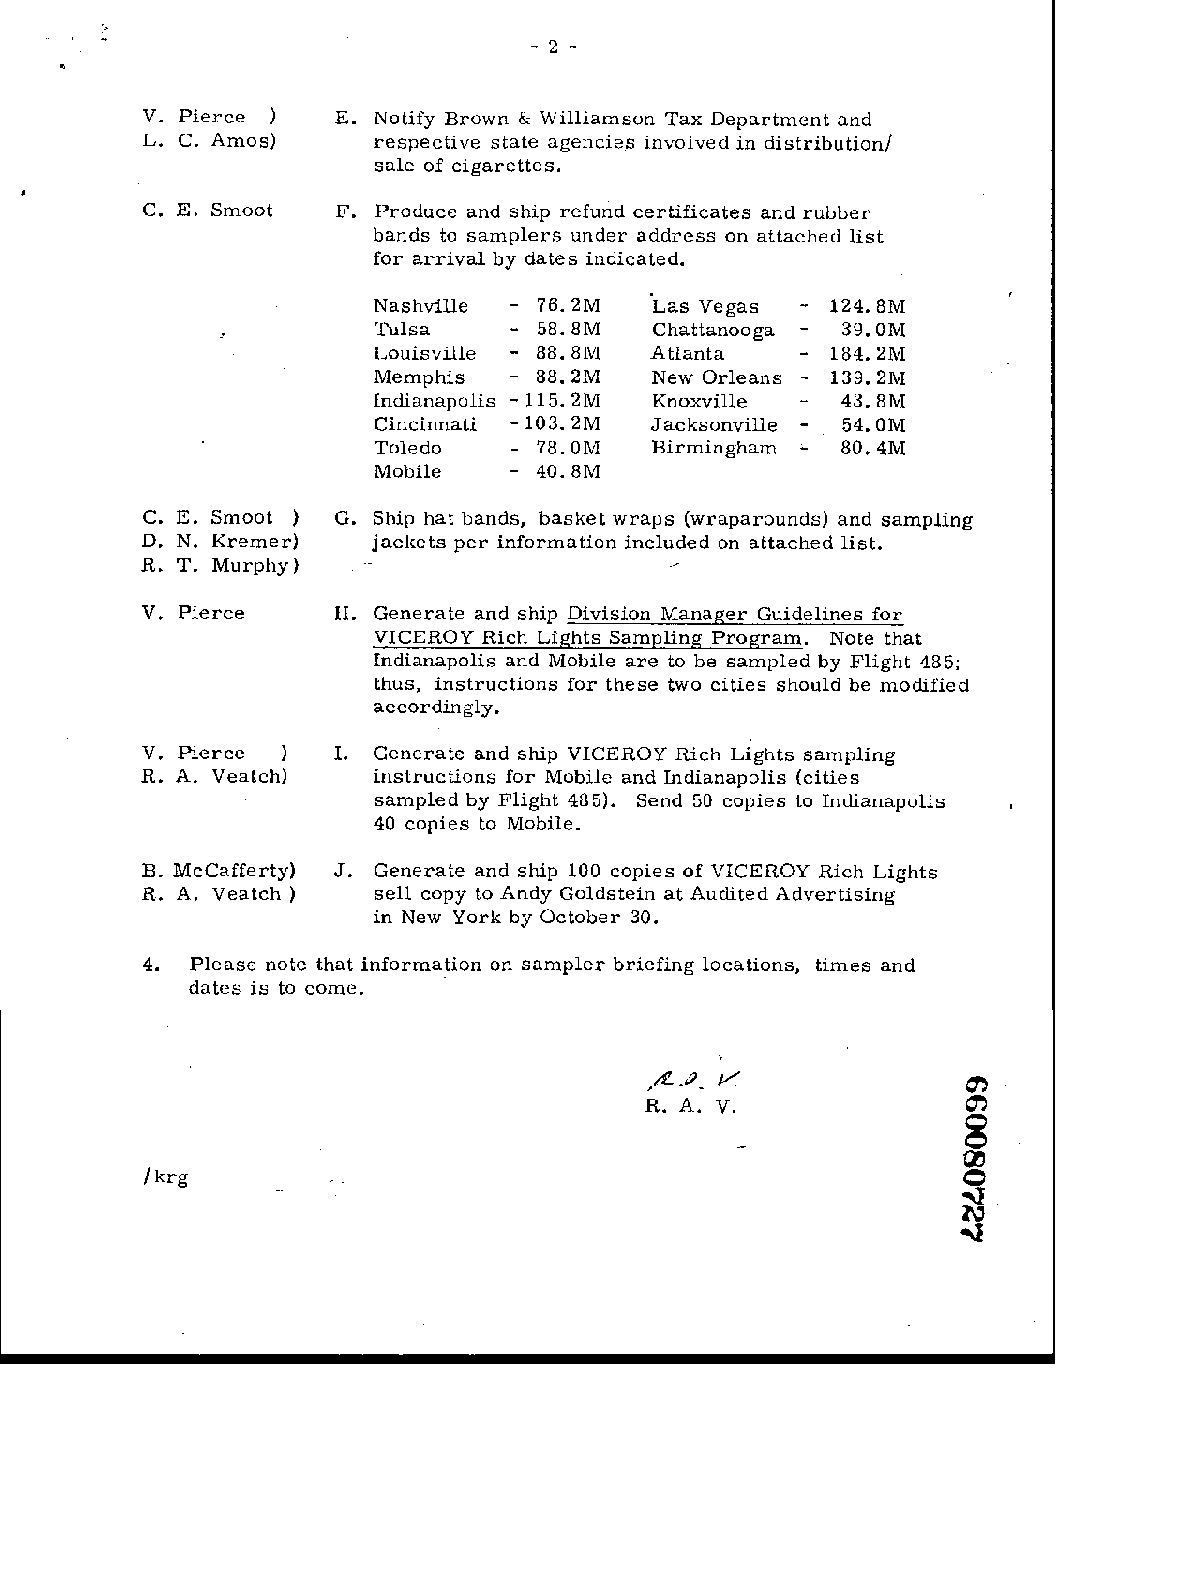 - 2 -
V. Pierce ) E. Notify Brown & Williamson Tax Department and
L. C. Amos) respective state agencies involved in distribution/
sale of cigarettes.
C. E. Smoot F. Produce and ship refund certificates and rubber
bands to samplers under address on attached list
for arrival by dates indicated.
Nashville - 76.2M Las Vegas - 124.8M
Tulsa - 58.8M Chattanooga - 39.0M
Louisville - 88.8M Atlanta - 184.2M
Memphis - 88.2M New Orleans - 139.2M
Indianapolis -115.2M Knoxville - 43.8M
Cincinnati -103.2M Jacksonville - 54.0M
Toledo - 78.0M Birmingham - 80.4M
Mobile - 40.8M
C. E. Smoot ) G. Ship hat bands, basket wraps (wraparounds) and sampling
D. N. Kremer) jackets per information included on attached list.
R. T. Murphy)
V. Pierce H. Generate and ship Division Manager Guidelines for
VICEROY Rich Lights Sampling Program. Note that
Indianapolis and Mobile are to be sampled by Flight 485;
thus, instructions for these two cities should be modified
accordingly.
V. Pierce ) I. Generate and ship VICEROY Rich Lights sampling
R. A. Veatch) instructions for Mobile and Indianapolis (cities
sampled by Flight 485). Send 50 copies to Indianapolis
40 copies to Mobile.
B. McCafferty) J. Generate and ship 100 copies of VICEROY Rich Lights
R. A. Veatch ) sell copy to Andy Goldstein at Audited Advertising
in New York by October 30.
4. Please note that information on sampler briefing locations, times and
dates is to come.
R. A. V.
R. A. V.
/krg
660080727